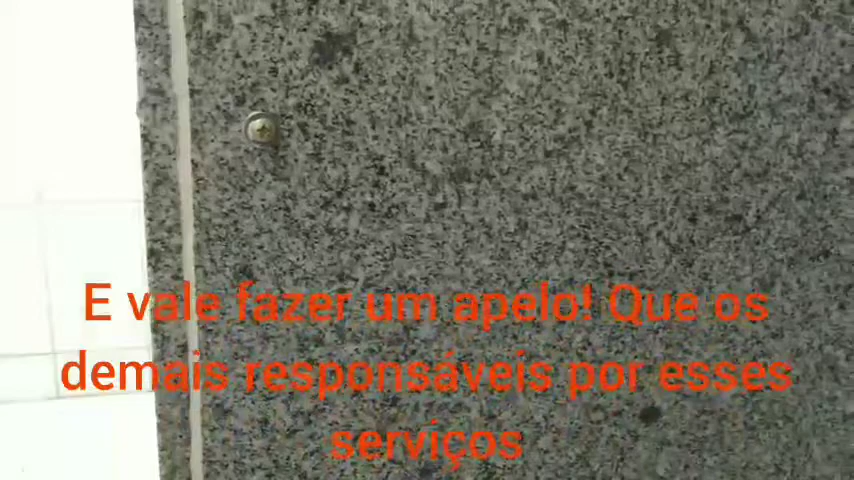 E vale fazer um apelo! Que os
demais responsáveis por esses
serviços